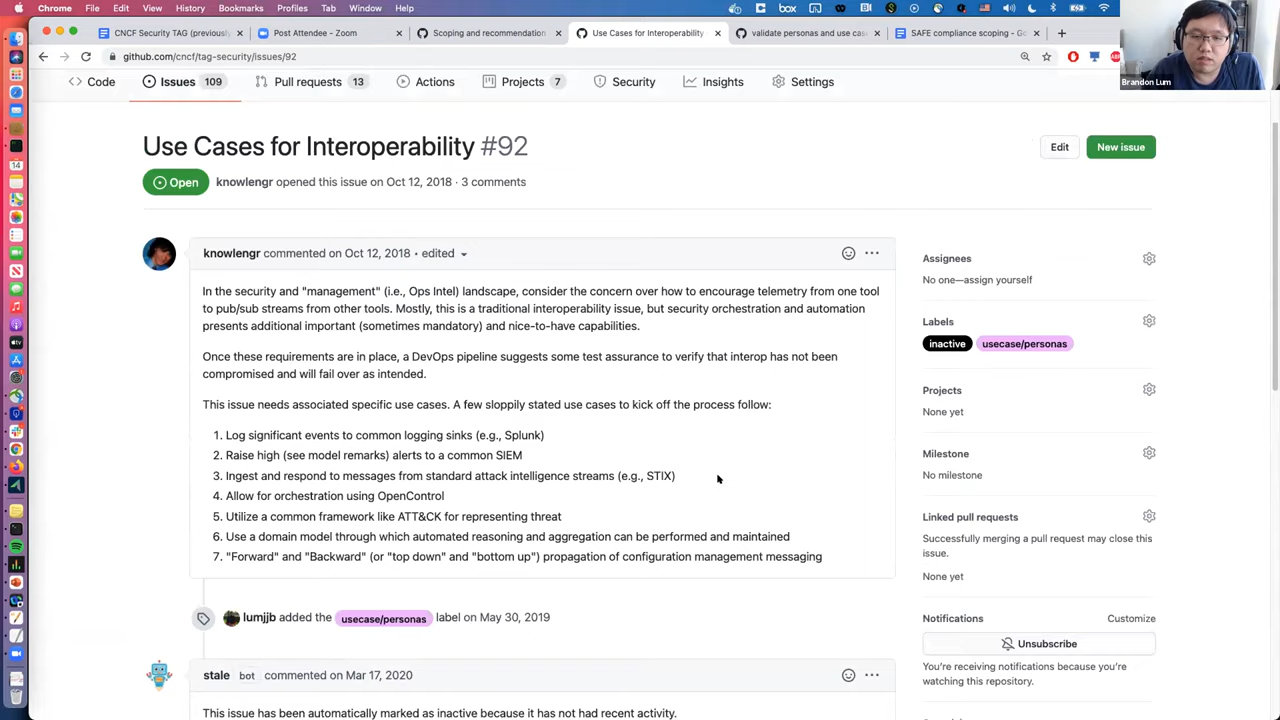 Chrome File Edit View History Bookmarks Profiles Tab Window Help
CNCF Security TAG (previously
Post Attendee - Zoom
Scoping and recommendation
Use Cases for Interoperability
validate personas and use cas
SAFE compliance scoping - Go
github.com/cncf/tag-security/issues/92
Brandon Lum
Code
Issues 109
Pull requests 13
Actions
Projects 7
Security
Insights
Settings
Use Cases for Interoperability #92
Edit
New issue
Open
knowlengr opened this issue on Oct 12, 2018 · 3 comments
knowlengr commented on Oct 12, 2018 • edited
In the security and "management" (i.e., Ops Intel) landscape, consider the concern over how to encourage telemetry from one tool
to pub/sub streams from other tools. Mostly, this is a traditional interoperability issue, but security orchestration and automation
presents additional important (sometimes mandatory) and nice-to-have capabilities.
Once these requirements are in place, a DevOps pipeline suggests some test assurance to verify that interop has not been
compromised and will fail over as intended.
This issue needs associated specific use cases. A few sloppily stated use cases to kick off the process follow:
1. Log significant events to common logging sinks (e.g., Splunk)
2. Raise high (see model remarks) alerts to a common SIEM
3. Ingest and respond to messages from standard attack intelligence streams (e.g., STIX)
4. Allow for orchestration using OpenControl
5. Utilize a common framework like ATT&CK for representing threat
6. Use a domain model through which automated reasoning and aggregation can be performed and maintained
7. "Forward" and "Backward" (or "top down" and "bottom up") propagation of configuration management messaging
lumjjb added the usecase/personas label on May 30, 2019
stale bot commented on Mar 17, 2020
This issue has been automatically marked as inactive because it has not had recent activity.
Assignees
No one—assign yourself
Labels
inactive usecase/personas
Projects
None yet
Milestone
No milestone
Linked pull requests
Successfully merging a pull request may close this
issue.
None yet
Notifications Customize
Unsubscribe
You're receiving notifications because you're
watching this repository.